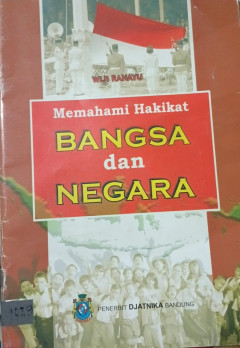 WIJI RAHAYU
Memahami Hakikat
BANGSA
dan
NEGARA
PENERBIT DJATNIKA BANDUNG